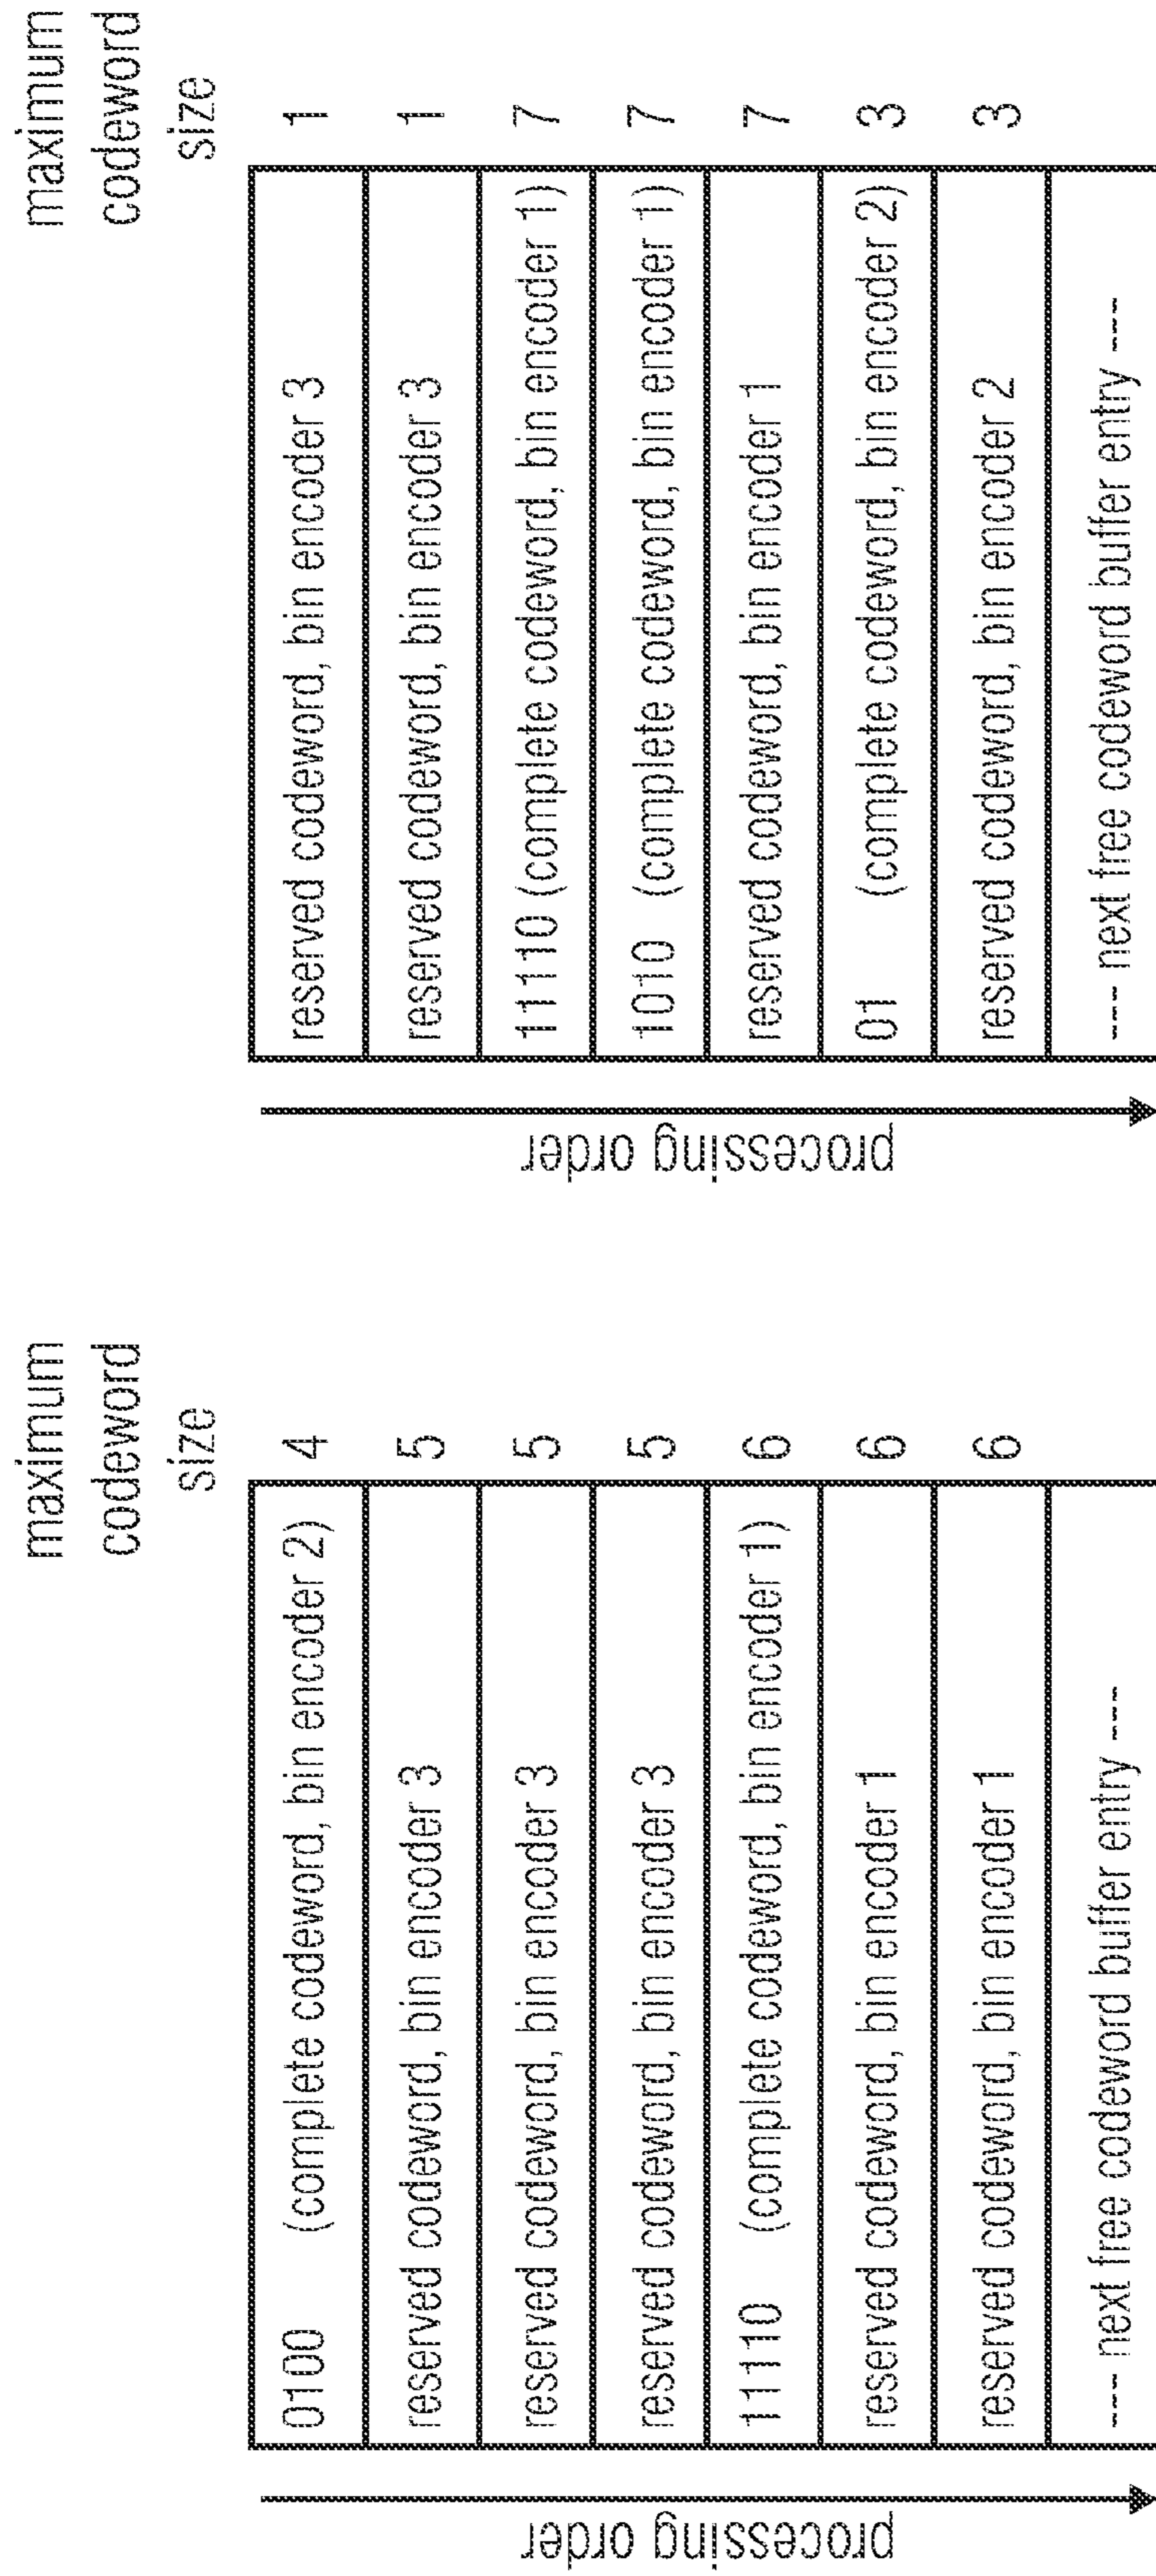 maximum
codeword
size
0100 (complete codeword, bin encoder 2) 4
reserved codeword, bin encoder 3 5
reserved codeword, bin encoder 3 5
reserved codeword, bin encoder 3 5
11110 (complete codeword, bin encoder 1) 6
reserved codeword, bin encoder 1 6
reserved codeword, bin encoder 1 6
---- next free codeword buffer entry ----
processing order
maximum
codeword
size
reserved codeword, bin encoder 3 1
reserved codeword, bin encoder 3 1
11110 (complete codeword, bin encoder 1) 7
1010 (complete codeword, bin encoder 1) 7
reserved codeword, bin encoder 1 7
01 (complete codeword, bin encoder 2) 3
reserved codeword, bin encoder 2 3
---- next free codeword buffer entry ----
processing order